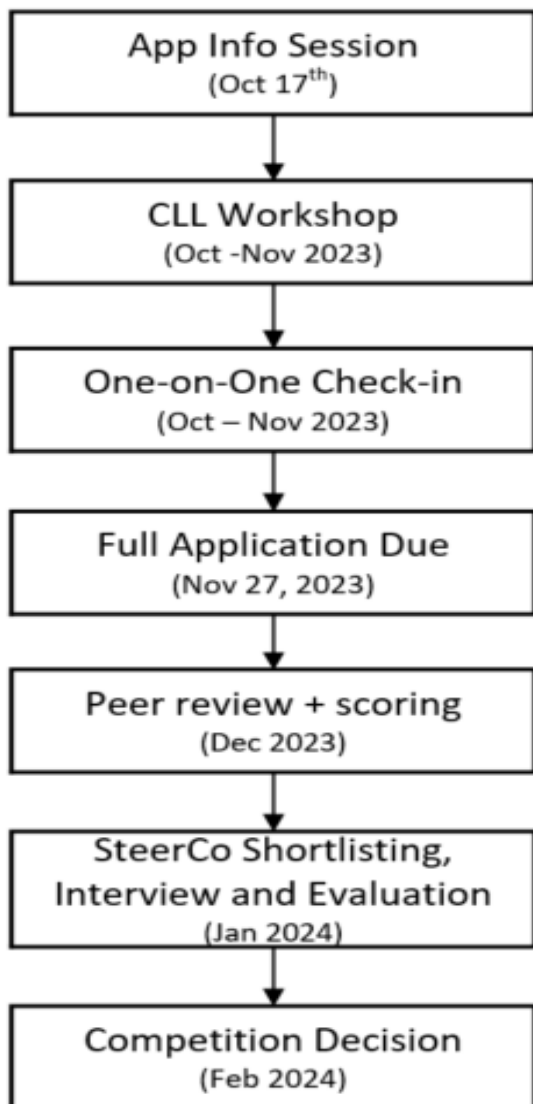 App Info Session
(Oct 17th)
CLL Workshop
(Oct -Nov 2023)
One-on-One Check-in
(Oct – Nov 2023)
Full Application Due
(Nov 27, 2023)
Peer review + scoring
(Dec 2023)
SteerCo Shortlisting,
Interview and Evaluation
(Jan 2024)
Competition Decision
(Feb 2024)